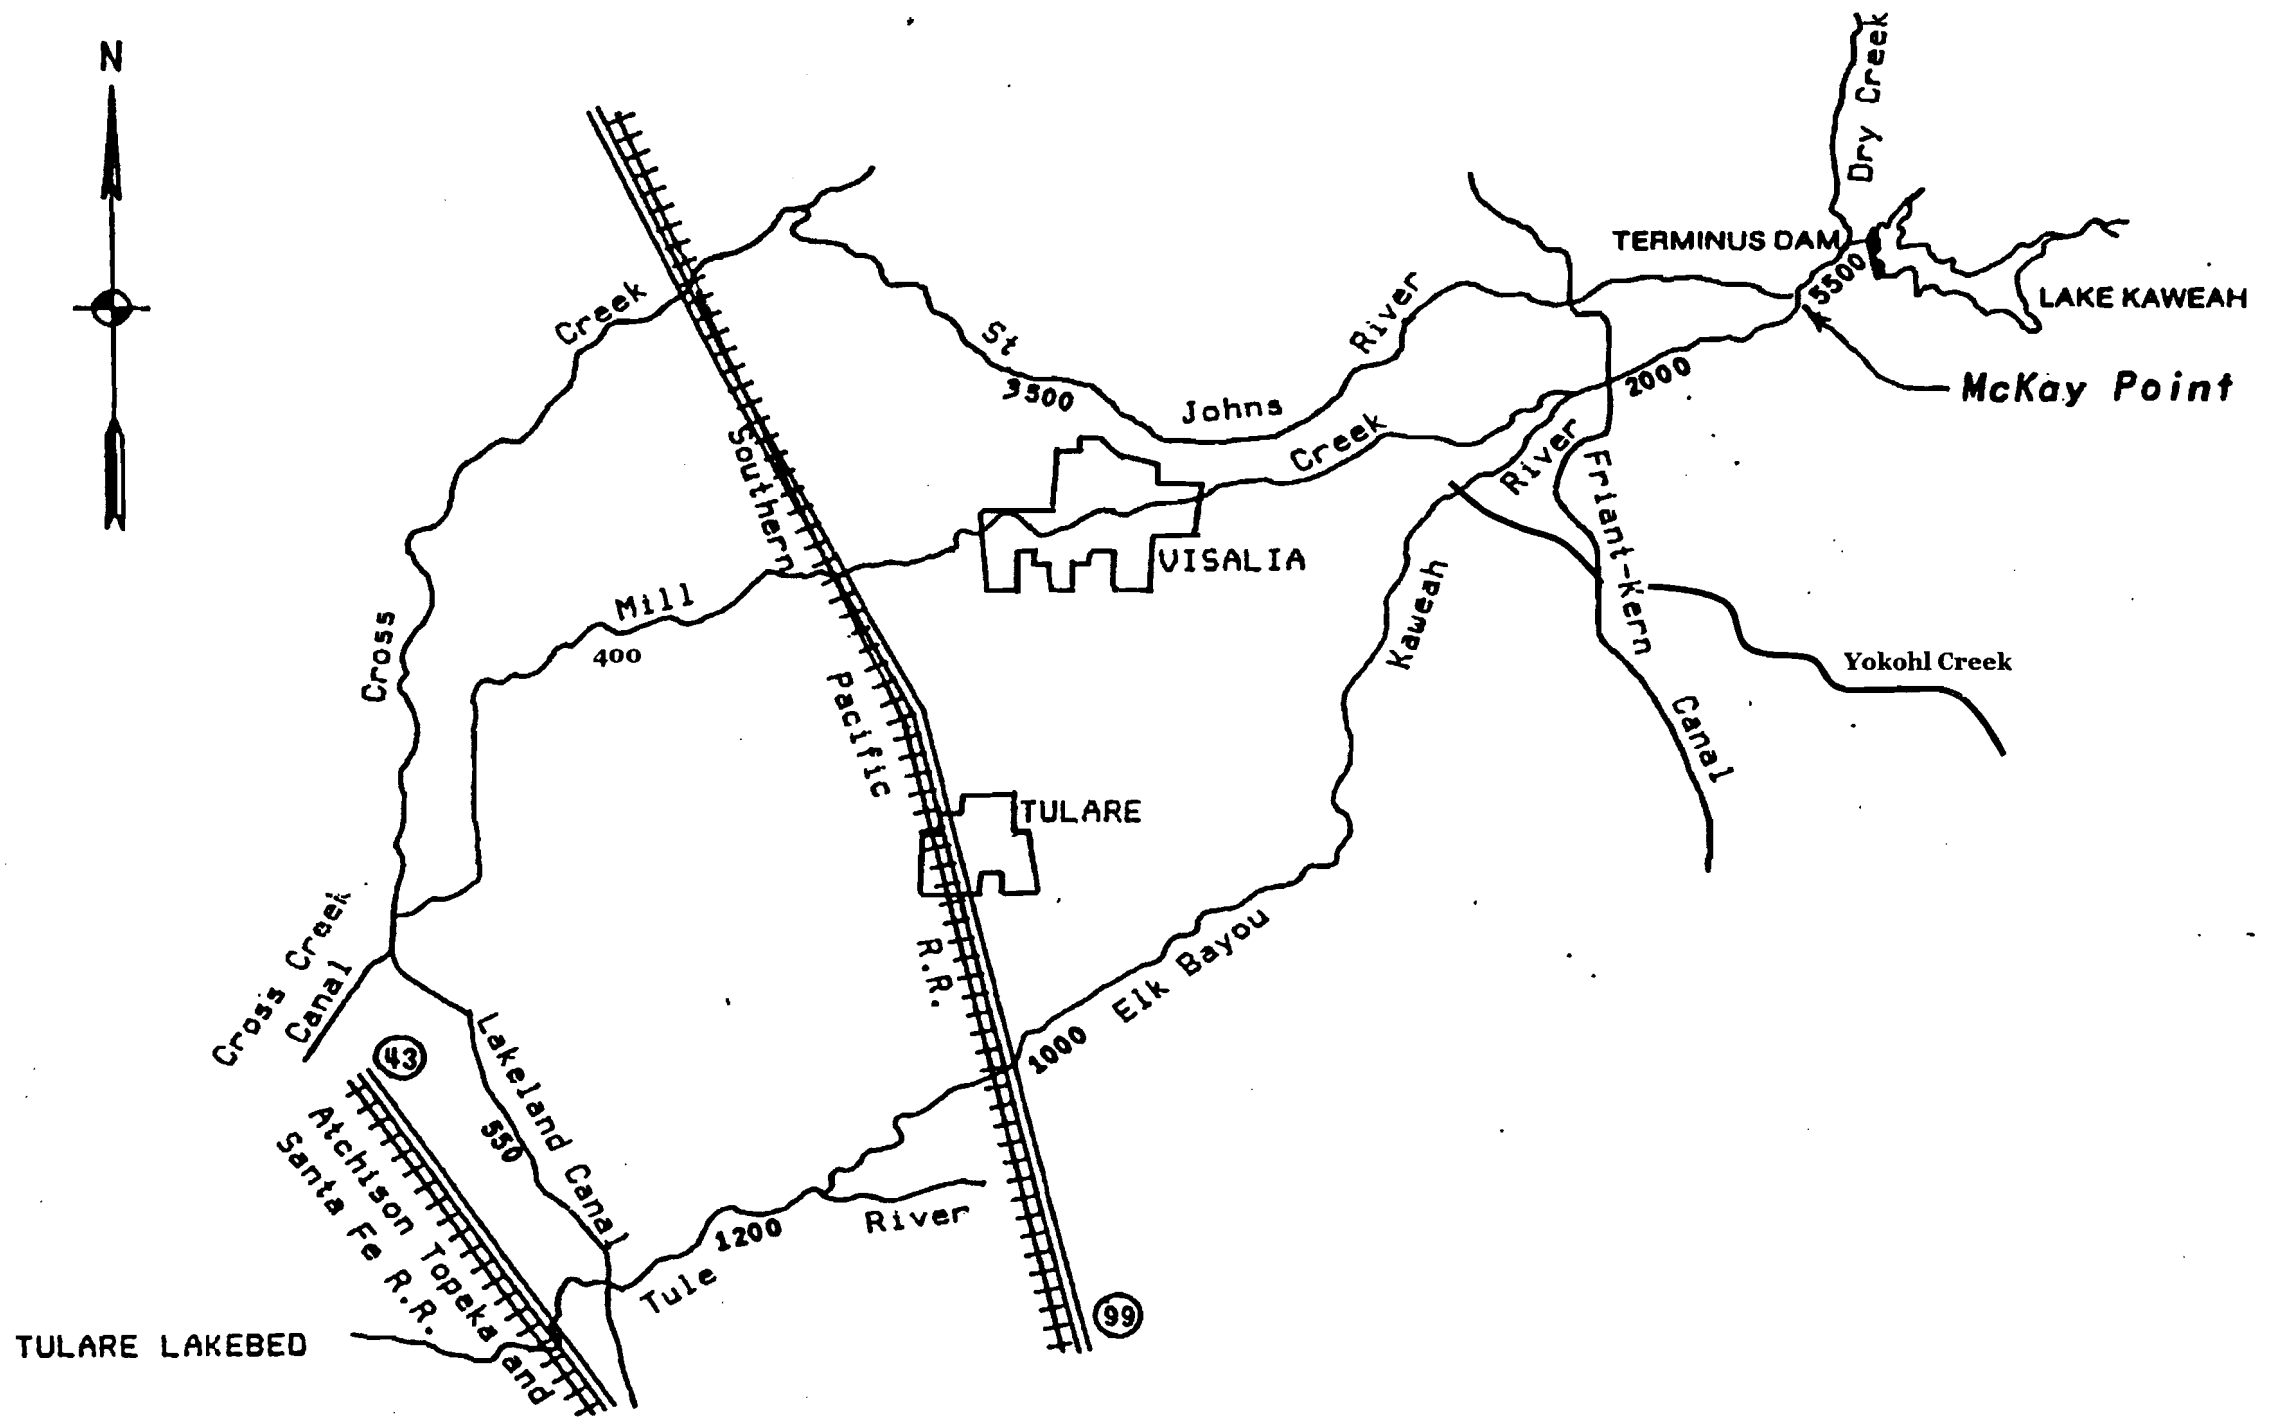 N
Dry Creek
TERMINUS DAM
5500
LAKE KAWEAH
McKay Point
2000
St
Johns
River
3500
Creek
Cross
Southern
Pacific
R.R.
Creek
Mill
400
VISALIA
River
Kaweah
Friant-Kern
Canal
Yokohl Creek
TULARE
Elk Bayou
1000
Cross Creek
Canal
43
Lakeland Canal
550
Atchison Topeka and
Santa Fe R.R.
River
1200
Tule
99
TULARE LAKEBED